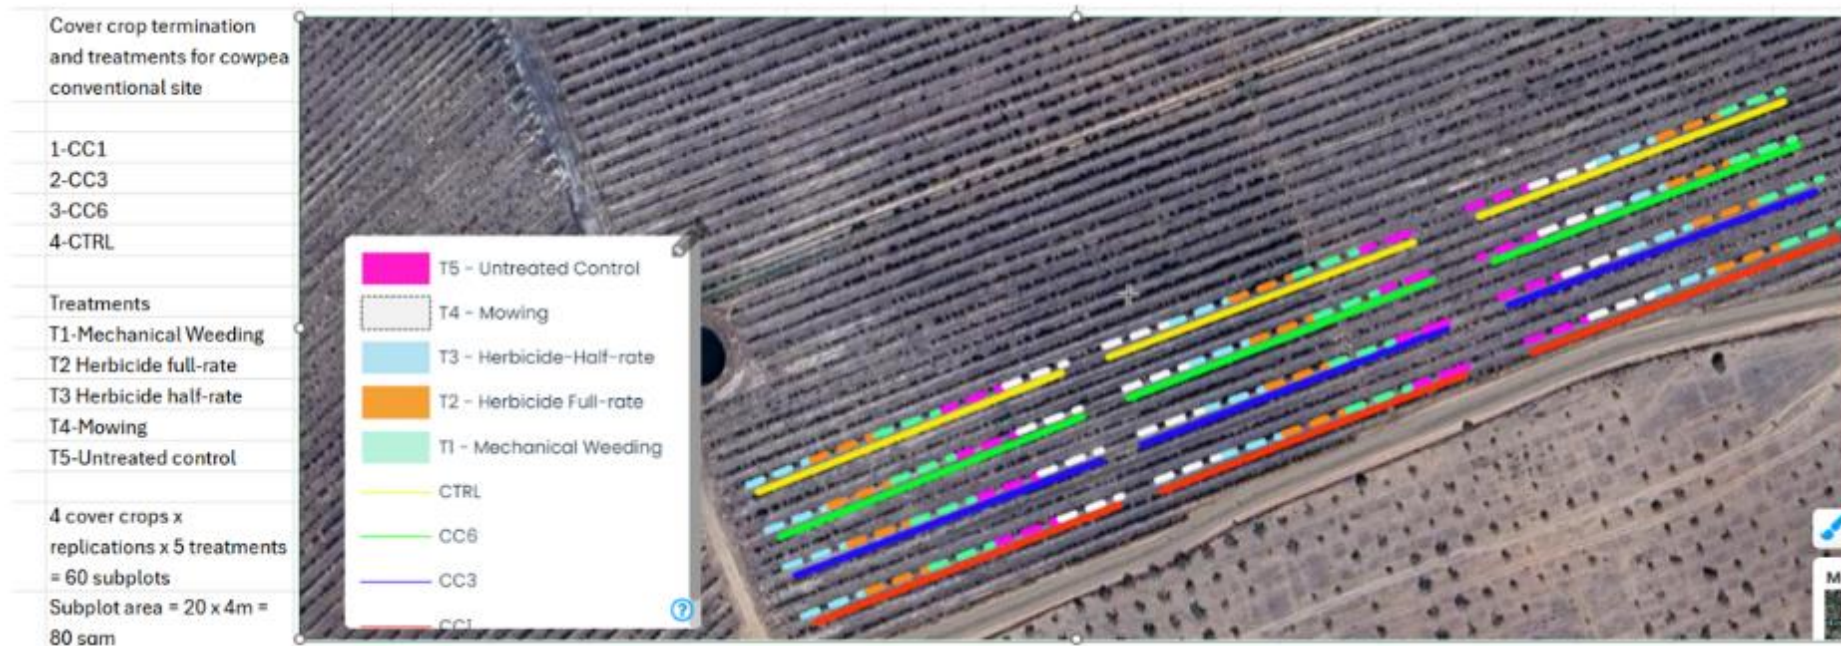 Cover crop termination
and treatments for cowpea
conventional site
1-CC1
2-CC3
3-CC6
4-CTRL
Treatments
T1-Mechanical Weeding
T2 Herbicide full-rate
T3 Herbicide half-rate
T4-Mowing
T5-Untreated control
4 cover crops x
replications x 5 treatments
= 60 subplots
Subplot area = 20 x 4m =
80 sqm
T5 - Untreated Control
T4 - Mowing
T3 - Herbicide-Half-rate
T2 - Herbicide Full-rate
T1 - Mechanical Weeding
CTRL
CC6
CC3
CC1
?
M